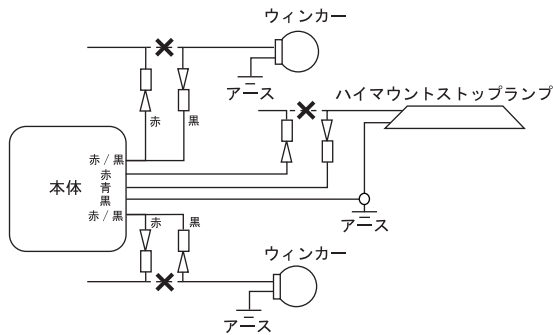 ウィンカー
アース
ハイマウントストップランプ
赤
黒
赤/黒
赤
本体
青
黒
赤/黒
アース
赤
黒
ウィンカー
アース